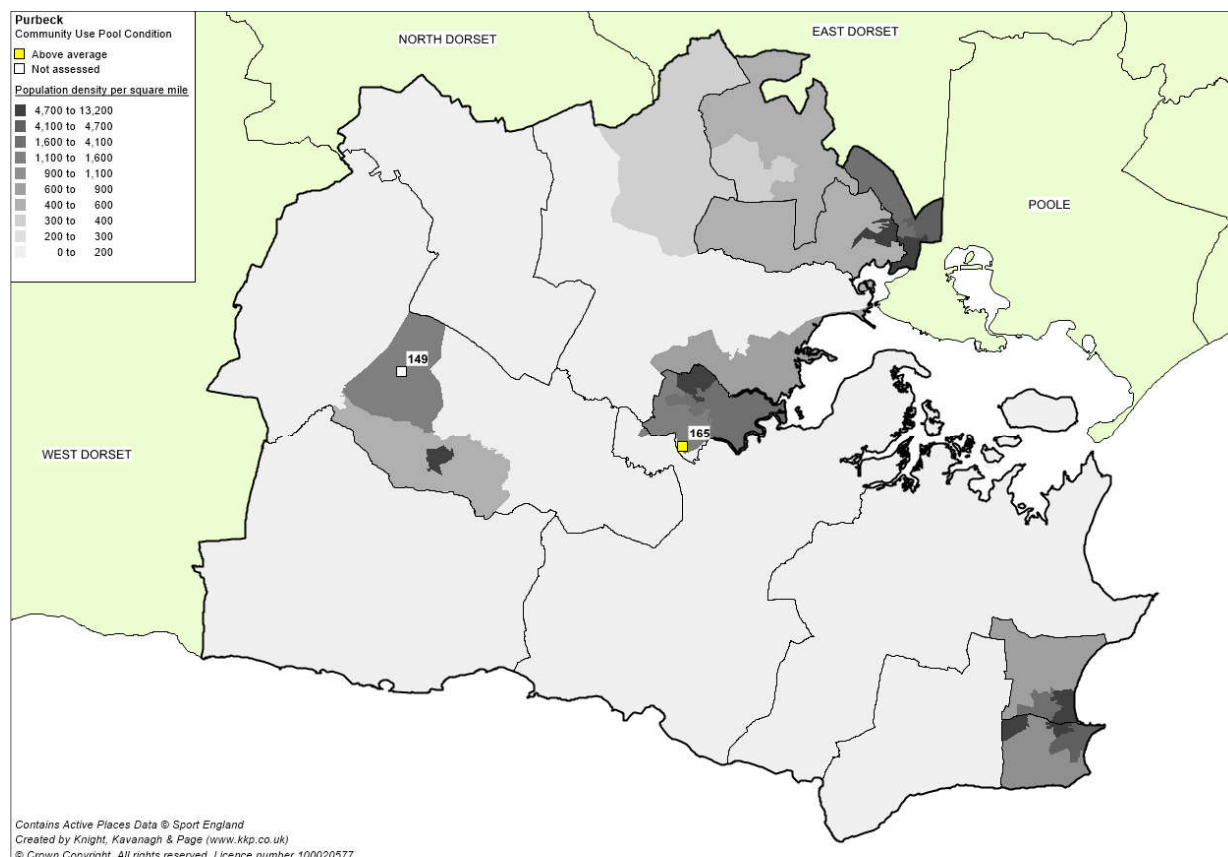 Purbeck
Community Use Pool Condition
Above average
Not assessed
Population density per square mile
4,700 to 13,200
4,100 to 4,700
1,600 to 4,100
1,100 to 1,600
900 to 1,100
600 to 900
400 to 600
300 to 400
200 to 300
0 to 200
NORTH DORSET
EAST DORSET
POOLE
149
165
WEST DORSET
Contains Active Places Data © Sport England
Created by Knight, Kavanagh & Page (www.kkp.co.uk)
© Crown Copyright. All rights reserved. Licence number 100020577